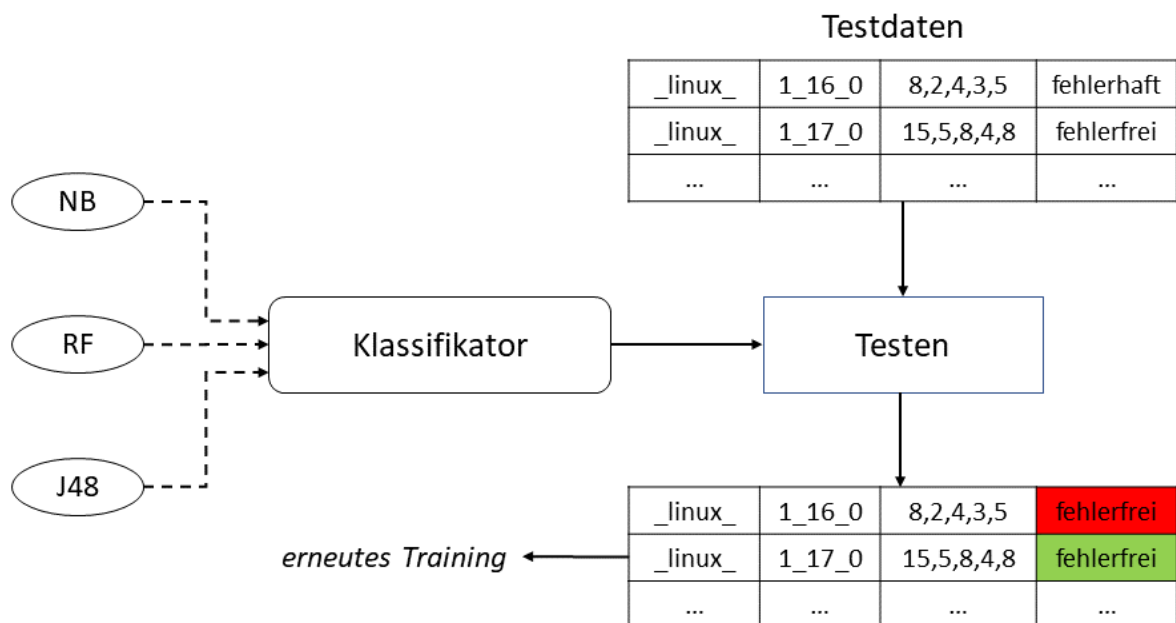 Testdaten
_linux_ 1_16_0 8,2,4,3,5 fehlerhaft
_linux_ 1_17_0 15,5,8,4,8 fehlerfrei
... ... ... ...
NB
RF
J48
Klassifikator
Testen
_linux_ 1_16_0 8,2,4,3,5 fehlerfrei
_linux_ 1_17_0 15,5,8,4,8 fehlerfrei
... ... ... ...
erneutes Training